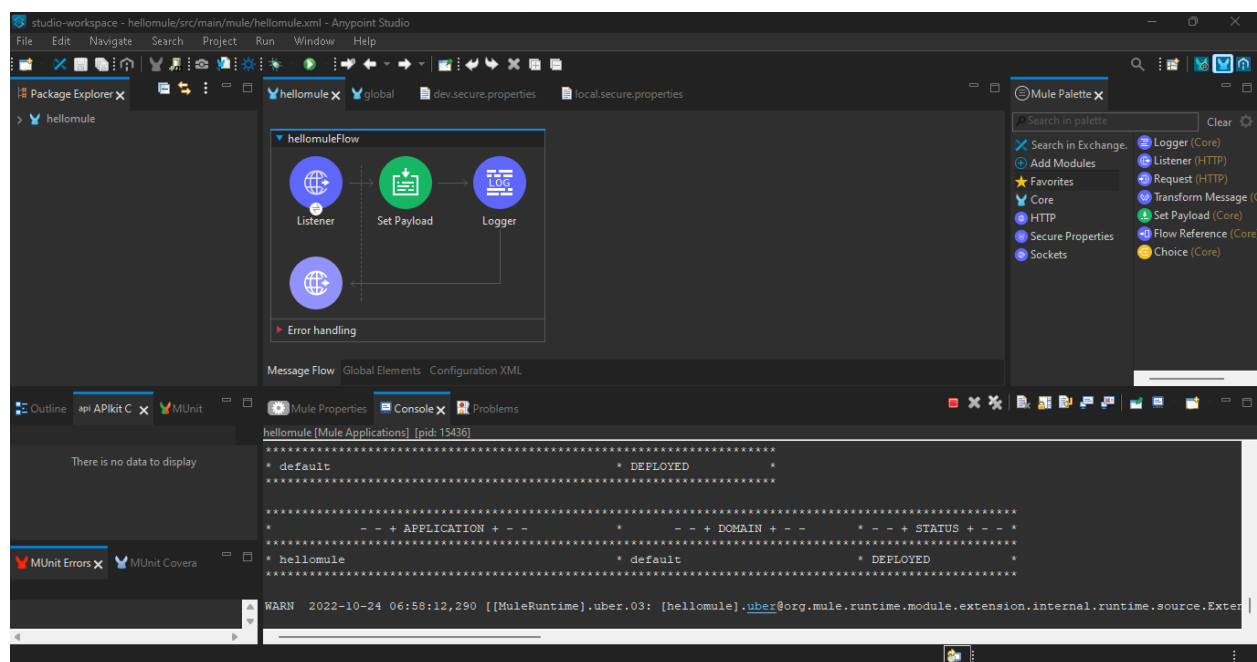 studio-workspace - hellomule/src/main/mule/hellomule.xml - Anypoint Studio
File Edit Navigate Search Project Run Window Help
Package Explorer
hellomule
hellomule global dev.secure.properties local.secure.properties
hellomuleFlow
LOG
Listener Set Payload Logger
Error handling
Message Flow Global Elements Configuration XML
Mule Palette
Search in palette Clear
Search in Exchange.
Add Modules
Favorites
Core
HTTP
Secure Properties
Sockets
Logger (Core)
Listener (HTTP)
Request (HTTP)
Transform Message (
Set Payload (Core)
Flow Reference (Core
Choice (Core)
Outline api APIkit C MUnit
There is no data to display
MUnit Errors MUnit Covera
Mule Properties Console Problems
hellomule [Mule Applications] [pid: 15436]
**********************************************************************
* default * DEPLOYED *
**********************************************************************
*******************************************************************************************************
* - - + APPLICATION + - - * - - + DOMAIN + - - * - - + STATUS + - - *
*******************************************************************************************************
* hellomule * default * DEPLOYED *
*******************************************************************************************************
WARN 2022-10-24 06:58:12,290 [[MuleRuntime].uber.03: [hellomule].uber@org.mule.runtime.module.extension.internal.runtime.source.Exter